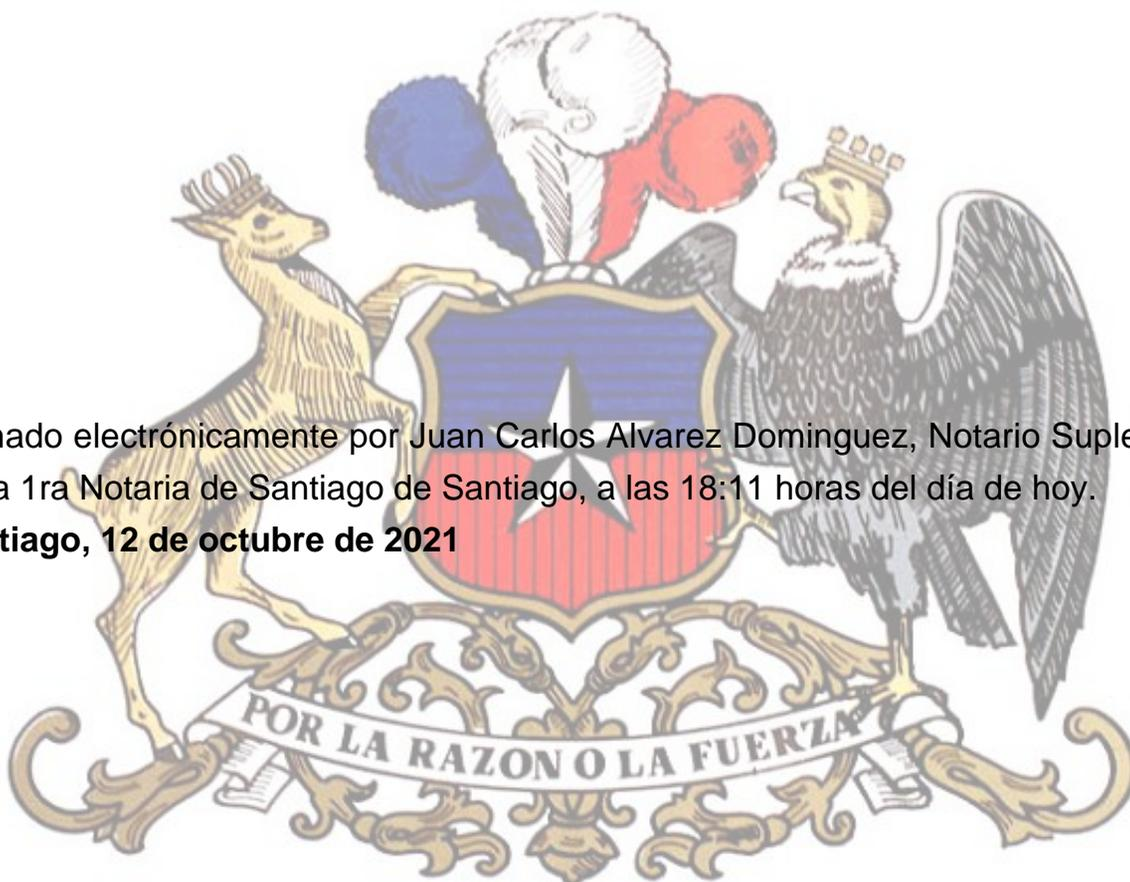 nado electrónicamente por Juan Carlos Alvarez Dominguez, Notario Suple
a 1ra Notaria de Santiago de Santiago, a las 18:11 horas del día de hoy.
tiago, 12 de octubre de 2021
POR LA RAZON O LA FUERZA